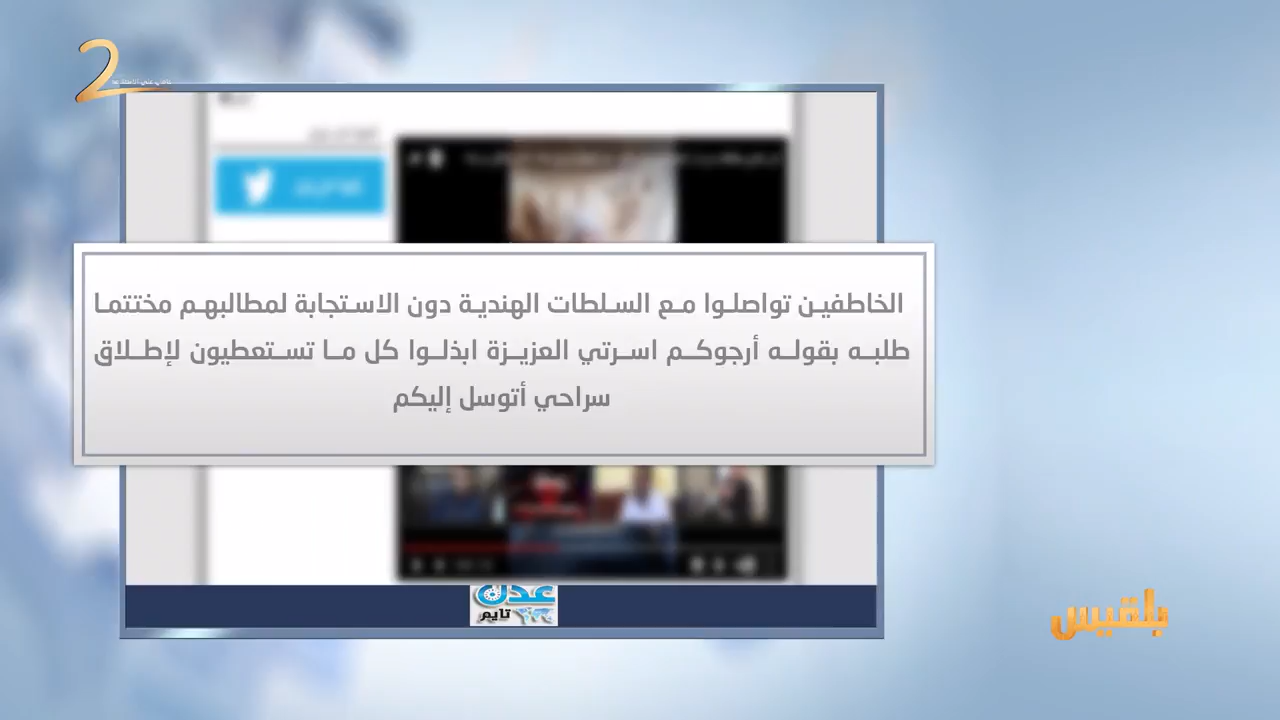 2
الخاطفين تواصلوا مع السلطات الهندية دون الاستجابة لمطالبهم مختتما
طلبه بقوله أرجوكم اسرتي العزيزة ابذلوا كل ما تستعطيون لإطلاق
سراحي أتوسل إليكم
عدن
تايم
بلقيس